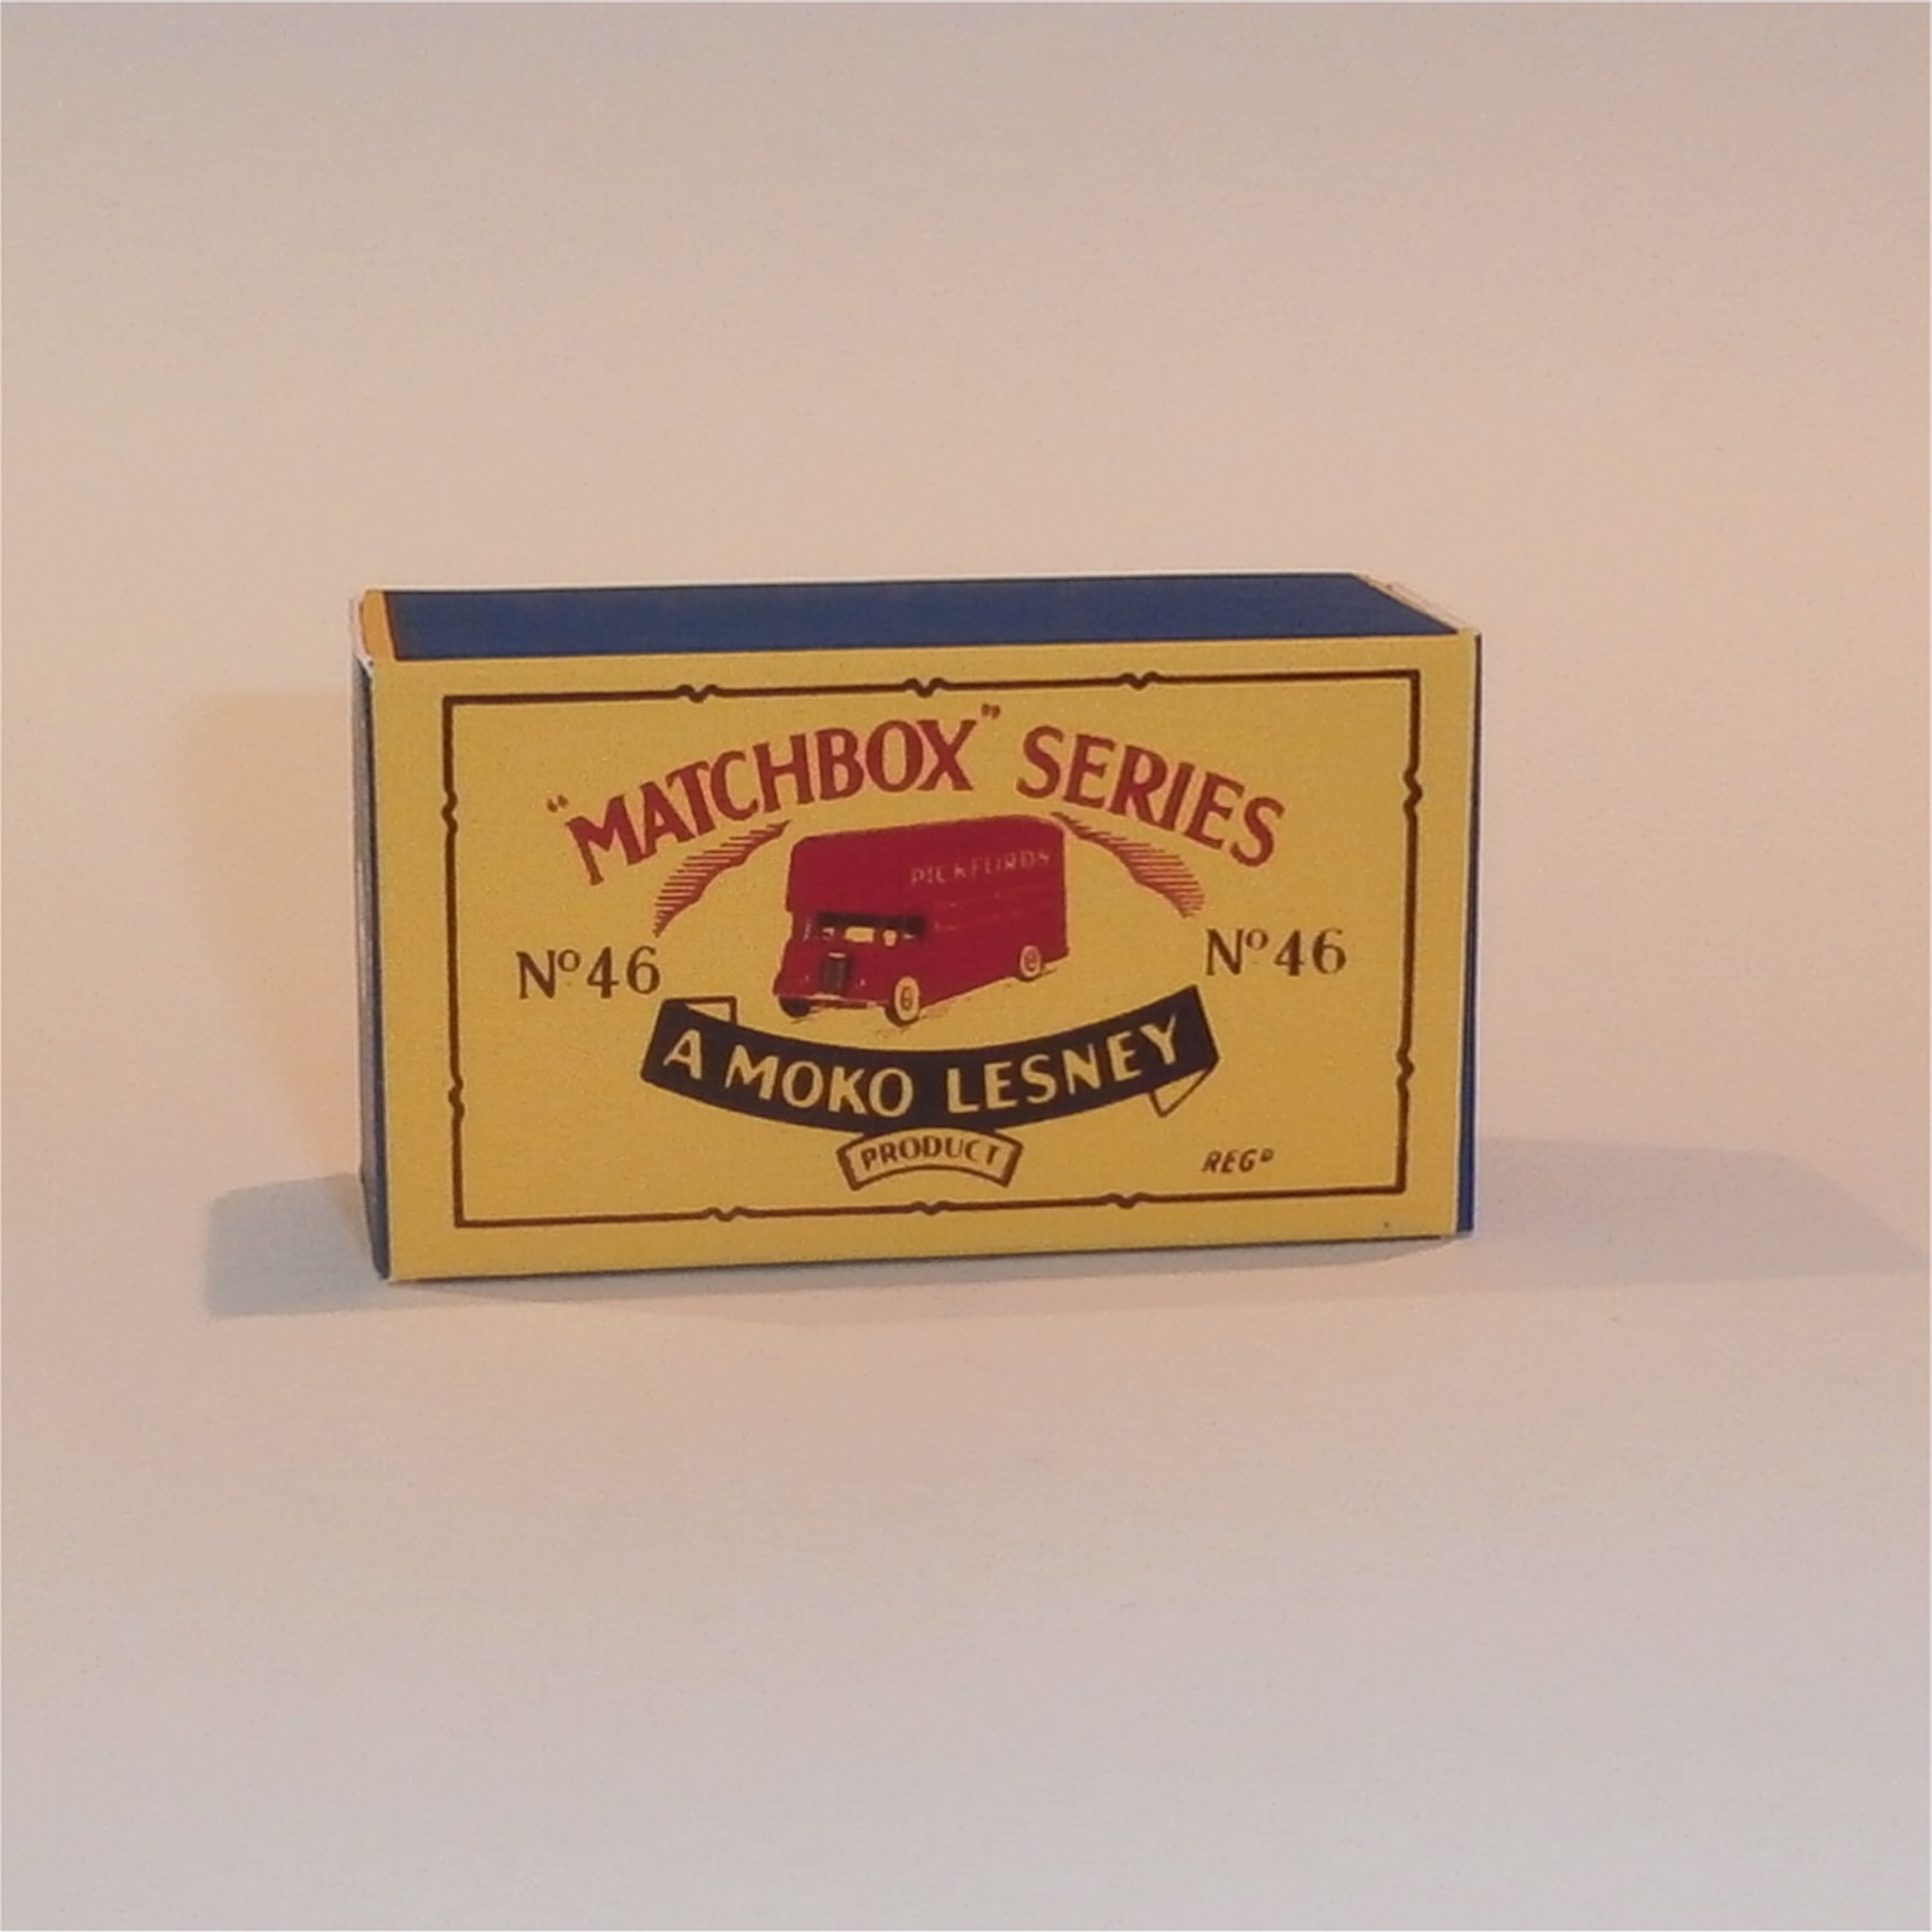 "MATCHBOX" SERIES
PICKFORDS
Nº46
Nº46
A MOKO LESNEY
PRODUCT
REGᴰ